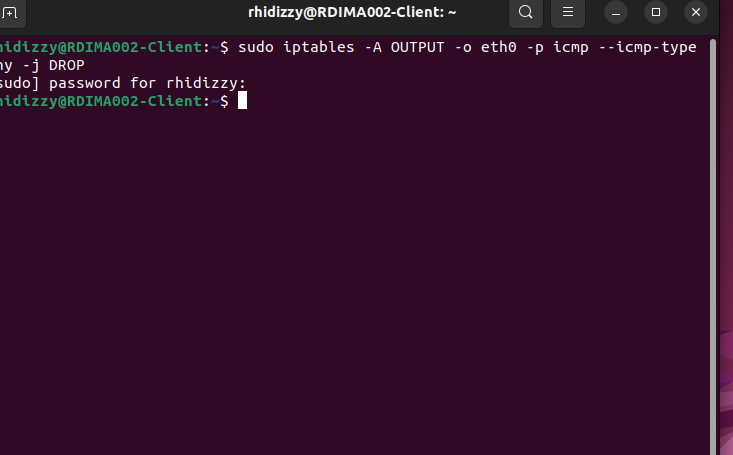 rhidizzy@RDIMA002-Client: ~
hidizzy@RDIMA002-Client:~$ sudo iptables -A OUTPUT -o eth0 -p icmp --icmp-type
ny -j DROP
sudo] password for rhidizzy:
hidizzy@RDIMA002-Client:~$